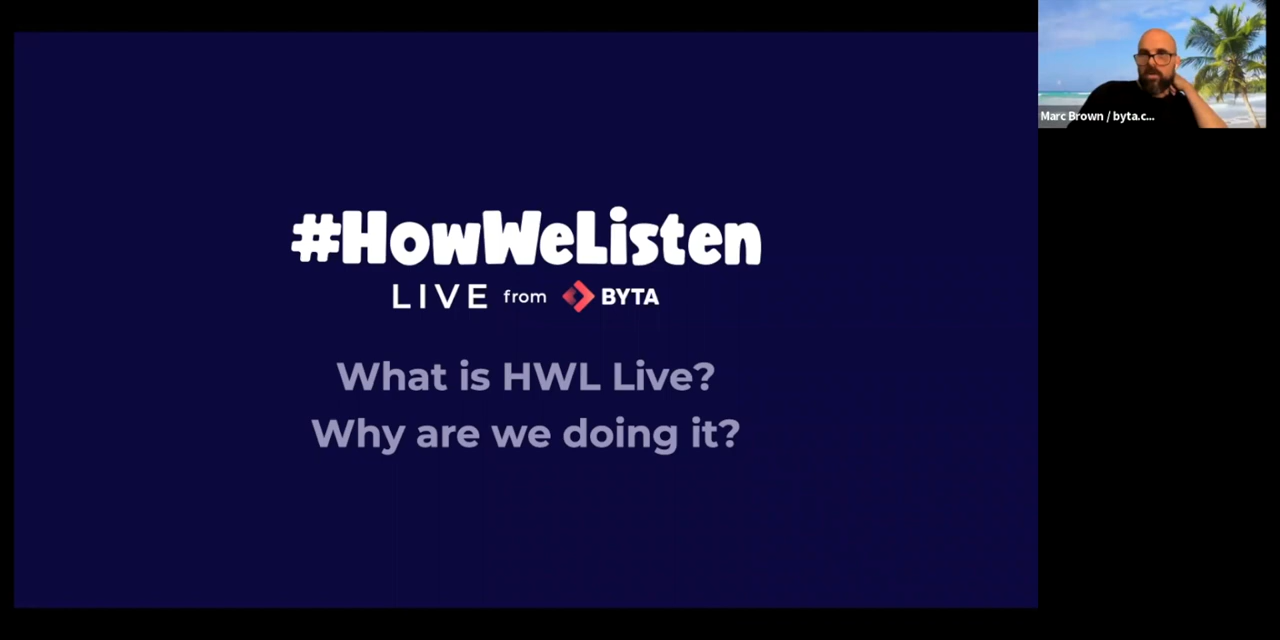 #HowWeListen
LIVE from BYTA
What is HWL Live?
Why are we doing it?
Marc Brown / byta.c...